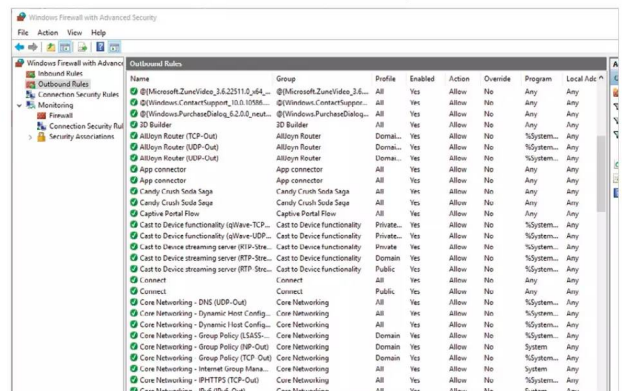 Windows Firewall with Advanced Security
File Action View Help
Windows Firewall with Advance
Inbound Rules
Outbound Rules
Connection Security Rules
Monitoring
Firewall
Connection Security Rul
Security Associations
Outbound Rules
Name Group Profile Enabled Action Override Program Local Adc
@{Microsoft.ZuneVideo_3.6.22511.0_x64_... @{Microsoft.ZuneVideo_3.6.... All Yes Allow No Any Any
@{Windows.ContactSupport_10.0.10586.... @{Windows.ContactSuppor... All Yes Allow No Any Any
@{Windows.PurchaseDialog_6.2.0.0_neut... @{Windows.PurchaseDialog... All Yes Allow No Any Any
3D Builder 3D Builder All Yes Allow No Any Any
AllJoyn Router (TCP-Out) AllJoyn Router Domai... Yes Allow No %System... Any
AllJoyn Router (UDP-Out) AllJoyn Router Domai... Yes Allow No %System... Any
AllJoyn Router (UDP-Out) AllJoyn Router Domai... Yes Allow No %System... Any
App connector App connector All Yes Allow No Any Any
App connector App connector All Yes Allow No Any Any
Candy Crush Soda Saga Candy Crush Soda Saga All Yes Allow No Any Any
Candy Crush Soda Saga Candy Crush Soda Saga All Yes Allow No Any Any
Captive Portal Flow Captive Portal Flow All Yes Allow No Any Any
Cast to Device functionality (qWave-TCP... Cast to Device functionality Private... Yes Allow No %System... Any
Cast to Device functionality (qWave-UDP... Cast to Device functionality Private... Yes Allow No %System... Any
Cast to Device streaming server (RTP-Stre... Cast to Device functionality Private Yes Allow No %System... Any
Cast to Device streaming server (RTP-Stre... Cast to Device functionality Domain Yes Allow No %System... Any
Cast to Device streaming server (RTP-Stre... Cast to Device functionality Public Yes Allow No %System... Any
Connect Connect All Yes Allow No Any Any
Connect Connect Public Yes Allow No Any Any
Core Networking - DNS (UDP-Out) Core Networking All Yes Allow No %System... Any
Core Networking - Dynamic Host Config... Core Networking All Yes Allow No %System... Any
Core Networking - Dynamic Host Config... Core Networking All Yes Allow No %System... Any
Core Networking - Group Policy (LSASS-... Core Networking Domain Yes Allow No %System... Any
Core Networking - Group Policy (NP-Out) Core Networking Domain Yes Allow No System Any
Core Networking - Group Policy (TCP-Out) Core Networking Domain Yes Allow No %System... Any
Core Networking - Internet Group Mana... Core Networking All Yes Allow No System Any
Core Networking - IPHTTPS (TCP-Out) Core Networking All Yes Allow No %System... Any